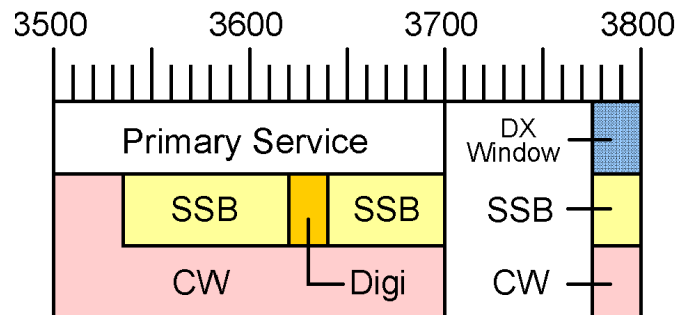 3500 3600 3700 3800
Primary Service
DX
Window
SSB SSB SSB
CW Digi CW